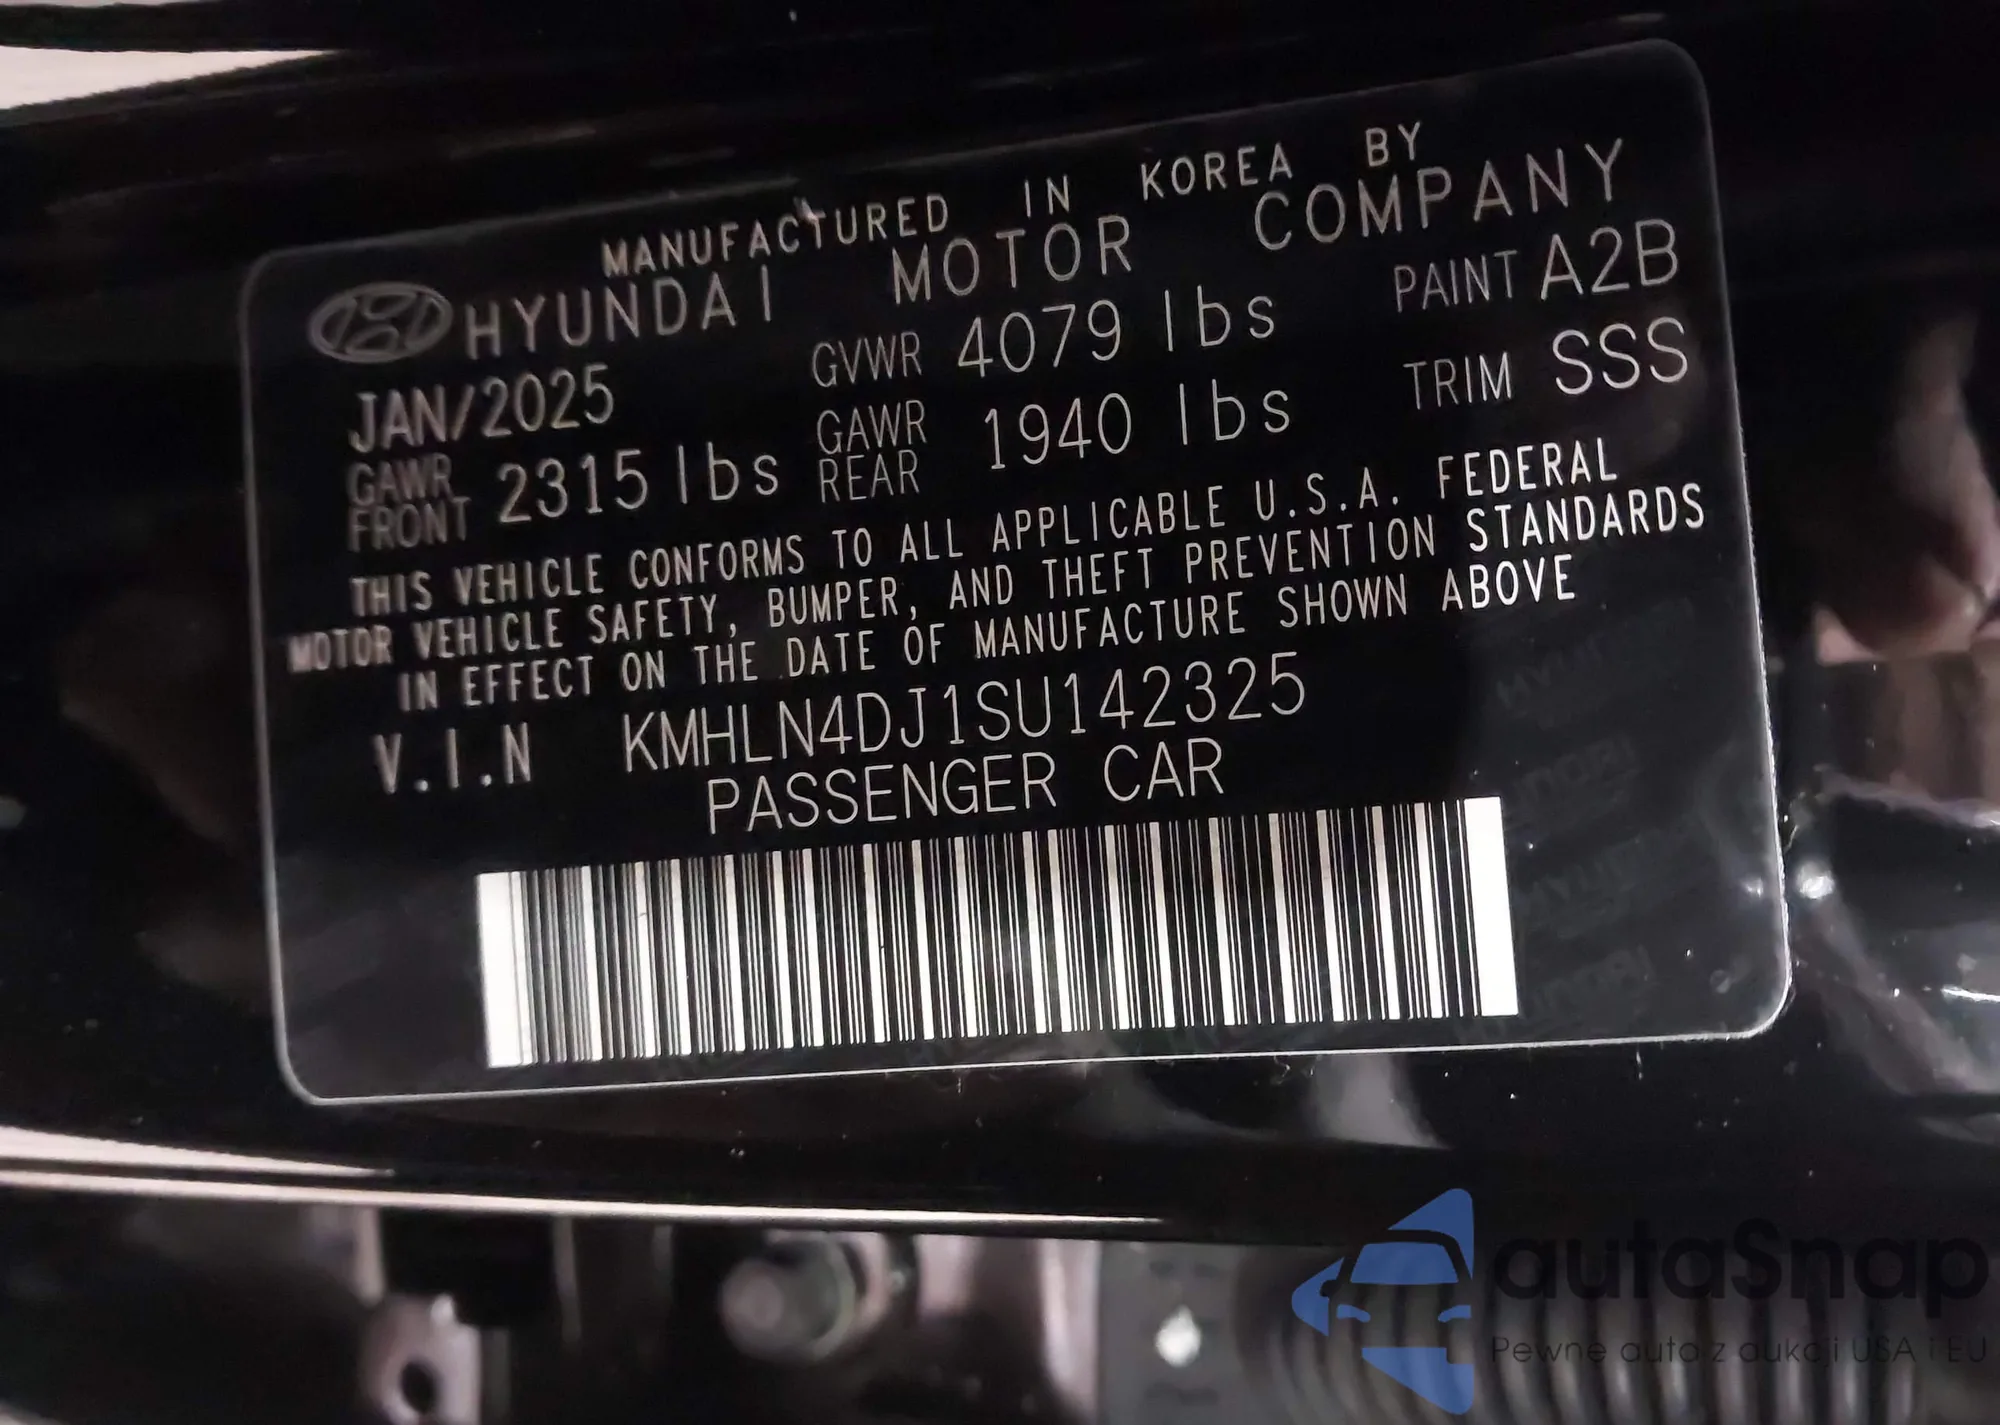 MANUFACTURED IN KOREA BY
HYUNDAI MOTOR COMPANY
JAN/2025 GVWR 4079 lbs PAINT A2B
GAWR FRONT 2315 lbs GAWR REAR 1940 lbs TRIM SSS
THIS VEHICLE CONFORMS TO ALL APPLICABLE U.S.A. FEDERAL
MOTOR VEHICLE SAFETY, BUMPER, AND THEFT PREVENTION STANDARDS
IN EFFECT ON THE DATE OF MANUFACTURE SHOWN ABOVE
V.I.N KMHLN4DJ1SU142325
PASSENGER CAR
autaSnap
Pewne auta z aukcji USA i EU